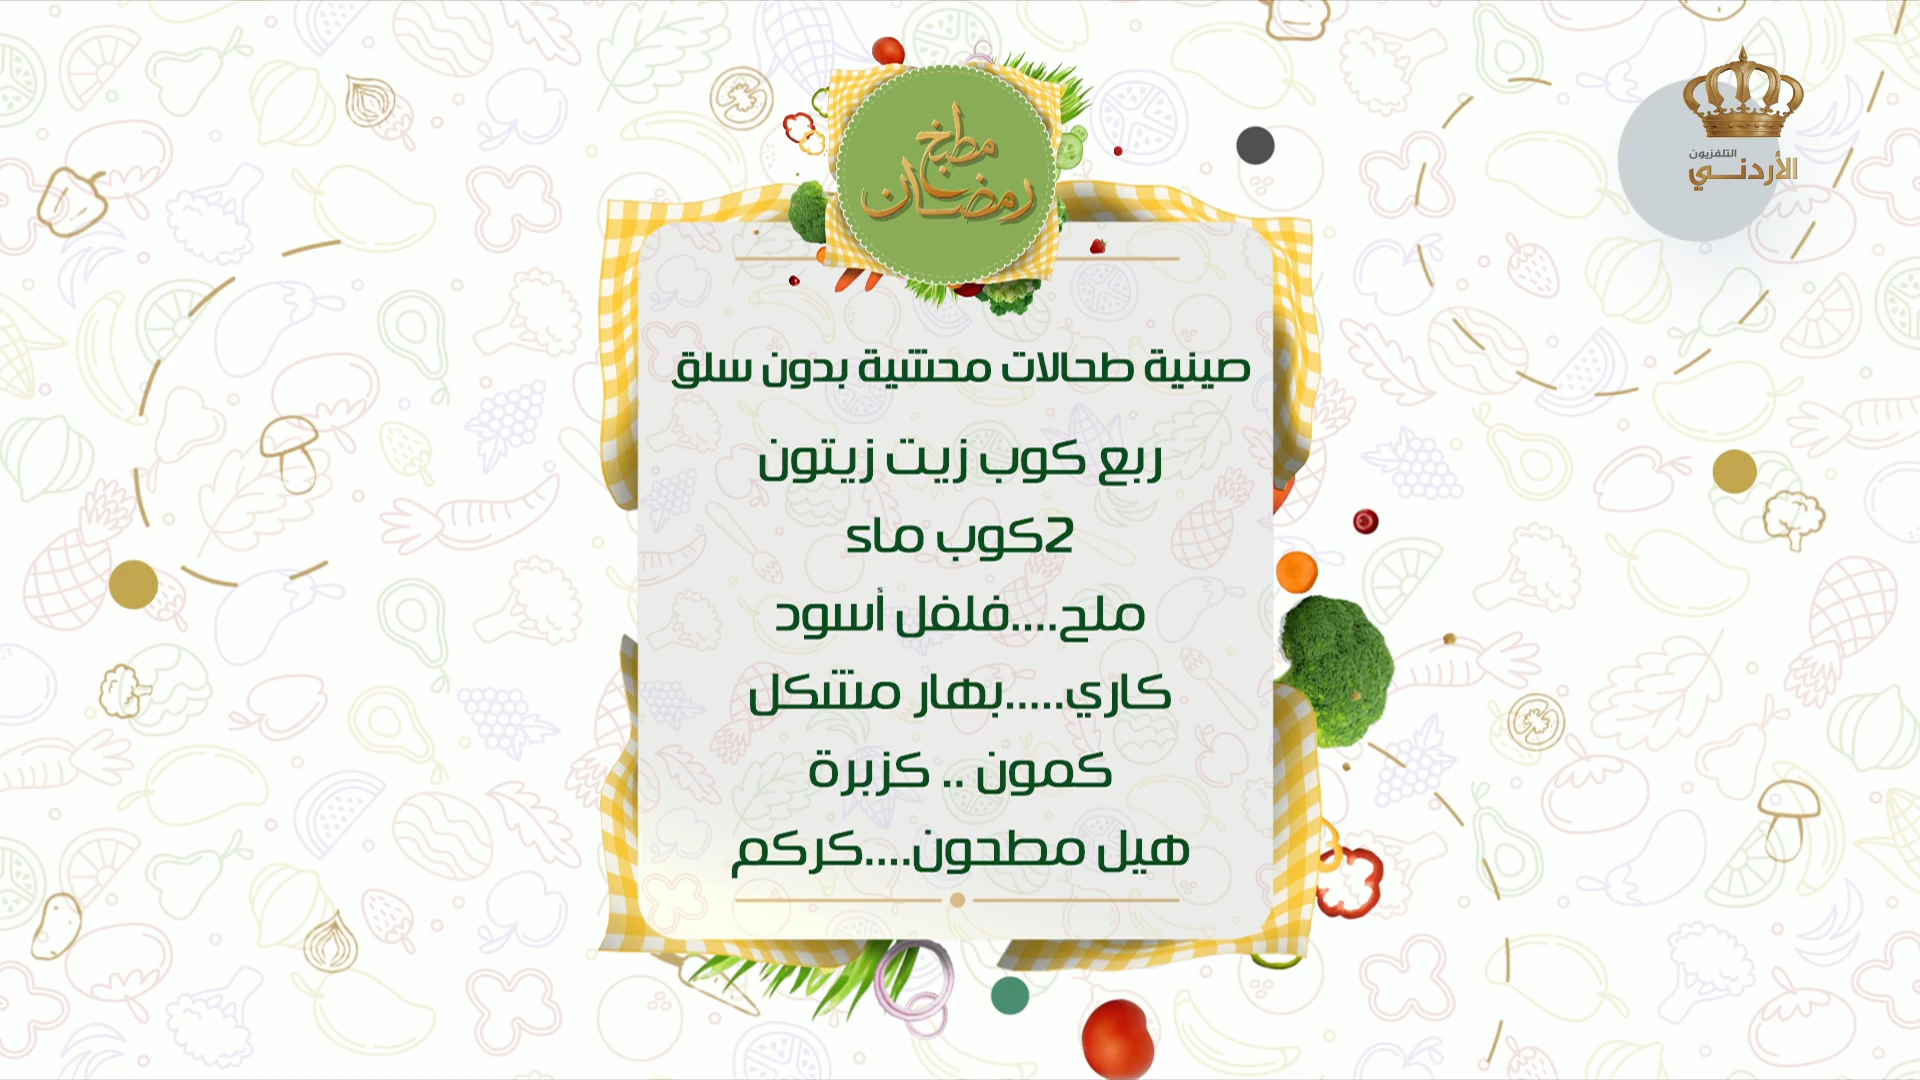 مطبخ
رمضان
التلفزيون
الأردني
صينية طحالات محشية بدون سلق
ربع كوب زيت زيتون
2كوب ماء
ملح....فلفل أسود
كاري.....بهار مشكل
كمون .. كزبرة
هيل مطحون....كركم